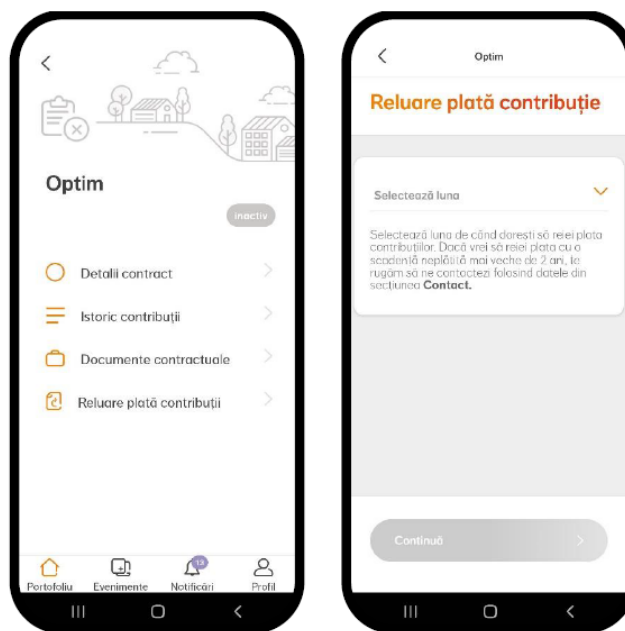 Optim
Inactiv
Detalii contract
Istoric contribuții
Documente contractuale
Reluare plată contribuții
13
Portofoliu
Evenimente
Notificări
Profil
Optim
Reluare plată contribuție
Selectează luna
Selectează luna de când dorești să reiei plata
contribuțiilor. Dacă vrei să reiei plata cu o
scadență neplătită mai veche de 2 ani, te
rugăm să ne contactezi folosind datele din
secțiunea Contact.
Continuă